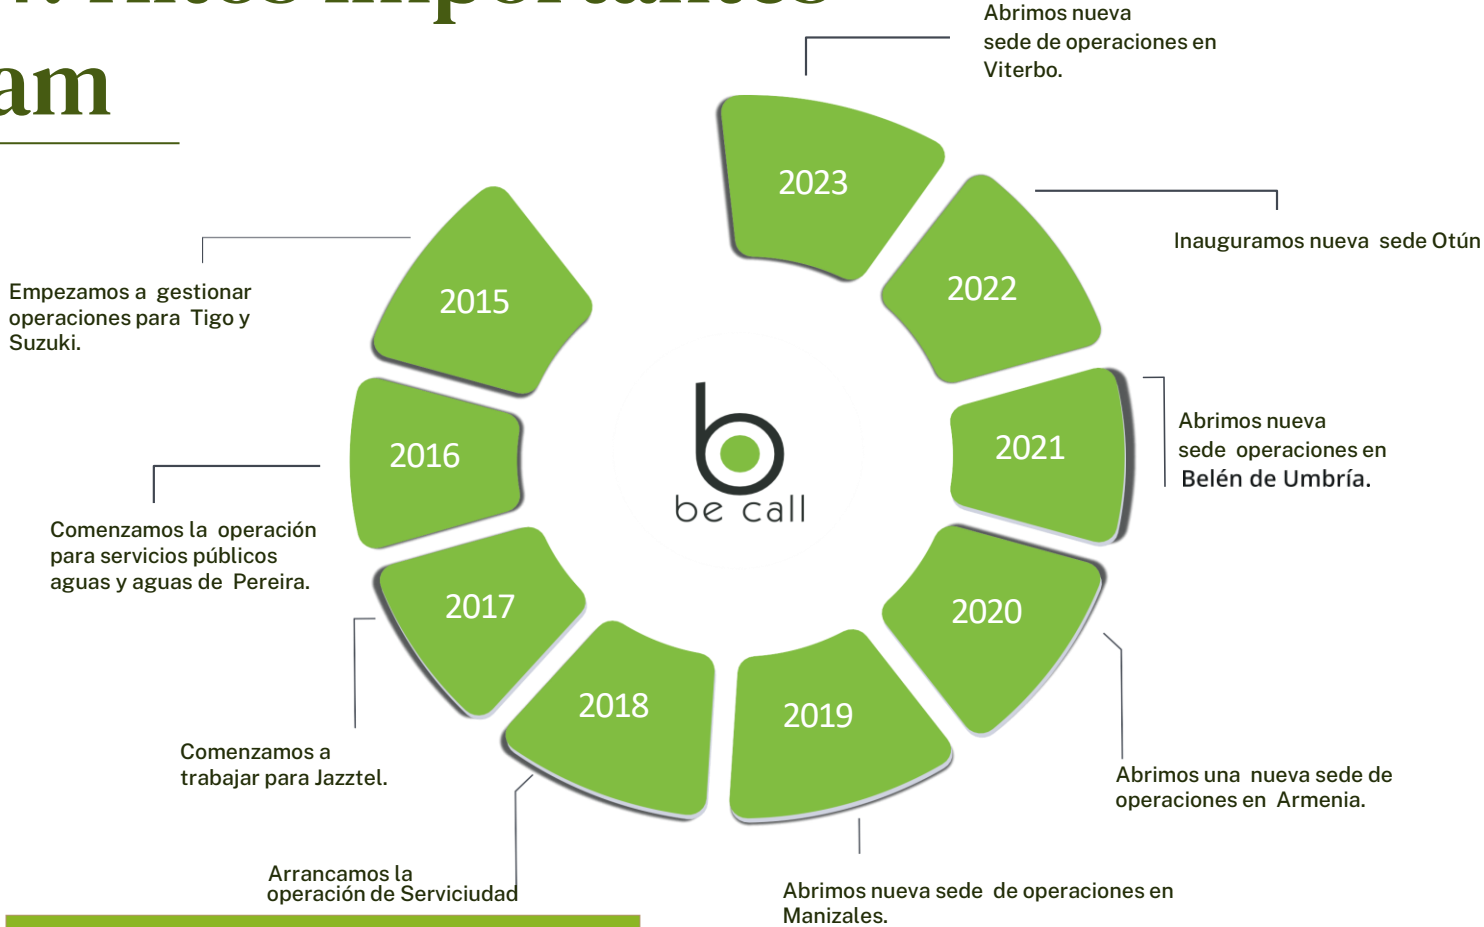 Hitos importantes
am
Abrimos nueva
sede de operaciones en
Viterbo.
2023
Inauguramos nueva sede Otún
2022
Abrimos nueva
sede operaciones en
Belén de Umbría.
2021
2020
Abrimos una nueva sede de
operaciones en Armenia.
2019
Abrimos nueva sede de operaciones en
Manizales.
2018
Arrancamos la
operación de Serviciudad
2017
Comenzamos a
trabajar para Jazztel.
2016
Comenzamos la operación
para servicios públicos
aguas y aguas de Pereira.
2015
Empezamos a gestionar
operaciones para Tigo y
Suzuki.
be call